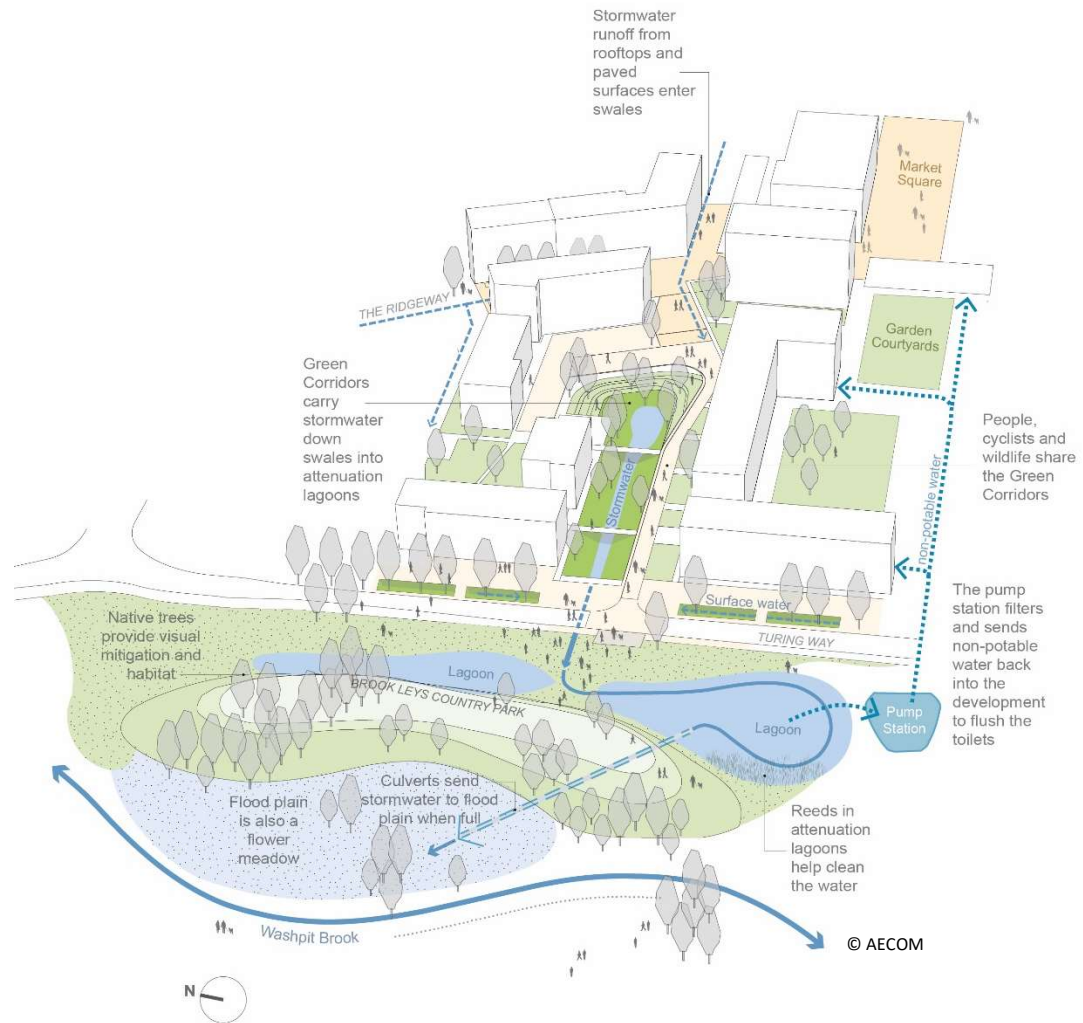 Stormwater
runoff from
rooftops and
paved
surfaces enter
swales
Market
Square
THE RIDGEWAY
Garden
Courtyards
Green
Corridors
carry
stormwater
down
swales into
attenuation
lagoons
People,
cyclists and
wildlife share
the Green
Corridors
Stormwater
non-potable water
Surface water
TURING WAY
The pump
station filters
and sends
non-potable
water back
into the
development
to flush the
toilets
Native trees
provide visual
mitigation and
habitat
Lagoon
BROOK LEYS COUNTRY PARK
Lagoon
Pump
Station
Flood plain
is also a
flower
meadow
Culverts send
stormwater to flood
plain when full
Reeds in
attenuation
lagoons
help clean
the water
Washpit Brook
© AECOM
N